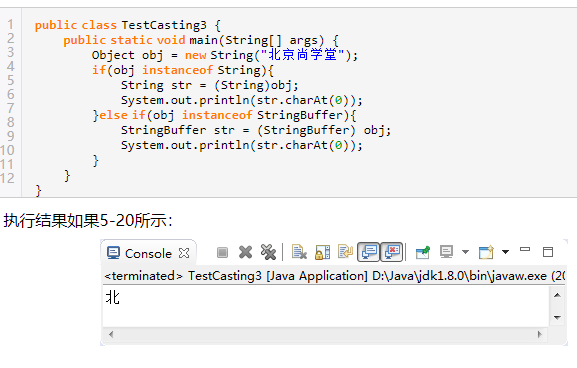 1 public class TestCasting3 {
2 public static void main(String[] args) {
3 Object obj = new String("北京尚学堂");
4 if(obj instanceof String){
5 String str = (String)obj;
6 System.out.println(str.charAt(0));
7 }else if(obj instanceof StringBuffer){
8 StringBuffer str = (StringBuffer) obj;
9 System.out.println(str.charAt(0));
10 }
11 }
12 }
执行结果如果5-20所示：
Console
<terminated> TestCasting3 [Java Application] D:\Java\jdk1.8.0\bin\javaw.exe (20
北